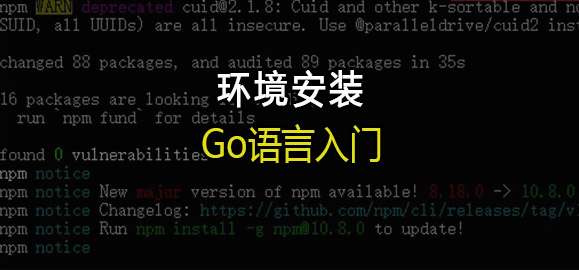 npm WARN deprecated cuid@2.1.8: Cuid and other k-sortable and no
SUID, all UUIDs) are all insecure. Use @paralleldrive/cuid2 inst
changed 88 packages, and audited 89 packages in 35s
环境安装
16 packages are looking
run `npm fund` for details
Go语言入门
found 0 vulnerabilities
npm notice
npm notice New major version of npm available! 8.18.0 -> 10.8.0
npm notice Changelog: https://github.com/npm/cli/releases/tag/v
npm notice Run npm install -g npm@10.8.0 to update!
npm notice